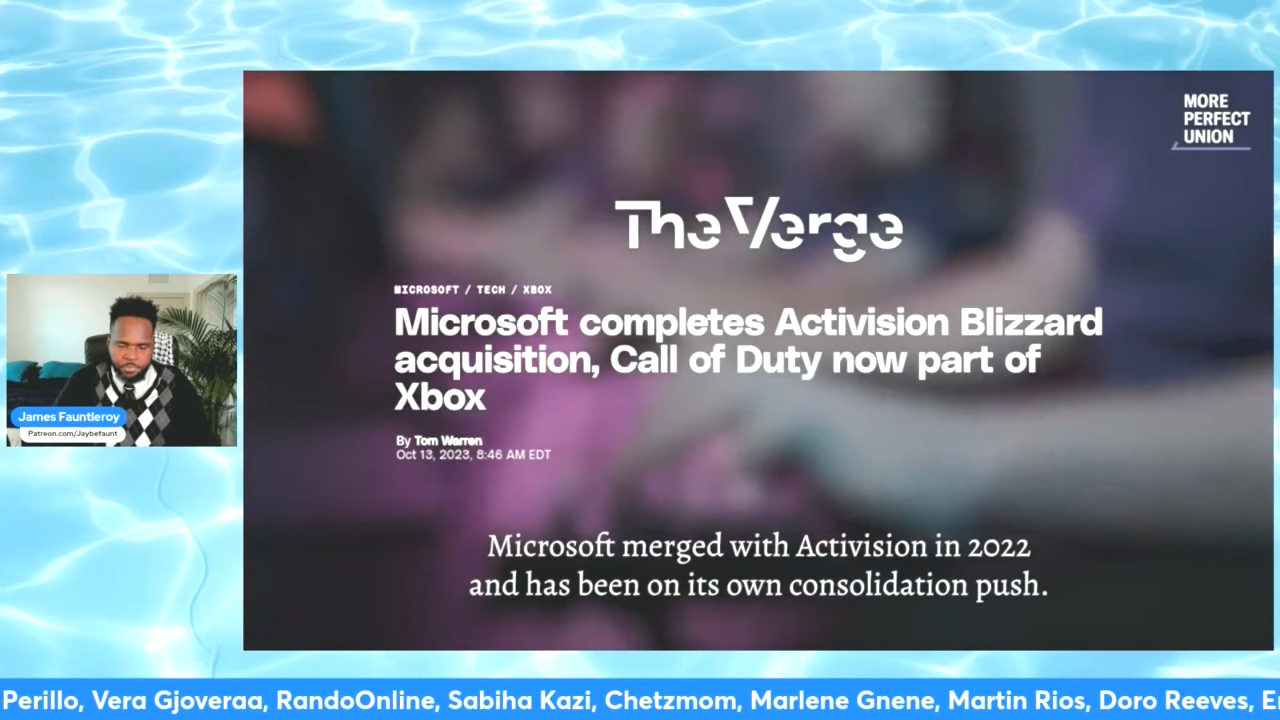 MORE
PERFECT
UNION
The Verge
MICROSOFT / TECH / XBOX
Microsoft completes Activision Blizzard
acquisition, Call of Duty now part of
Xbox
By Tom Warren
Oct 13, 2023, 8:46 AM EDT
Microsoft merged with Activision in 2022
and has been on its own consolidation push.
James Fauntleroy
Patreon.com/Jaybefaunt
Perillo, Vera Gjoveraa, RandoOnline, Sabiha Kazi, Chetzmom, Marlene Gnene, Martin Rios, Doro Reeves,